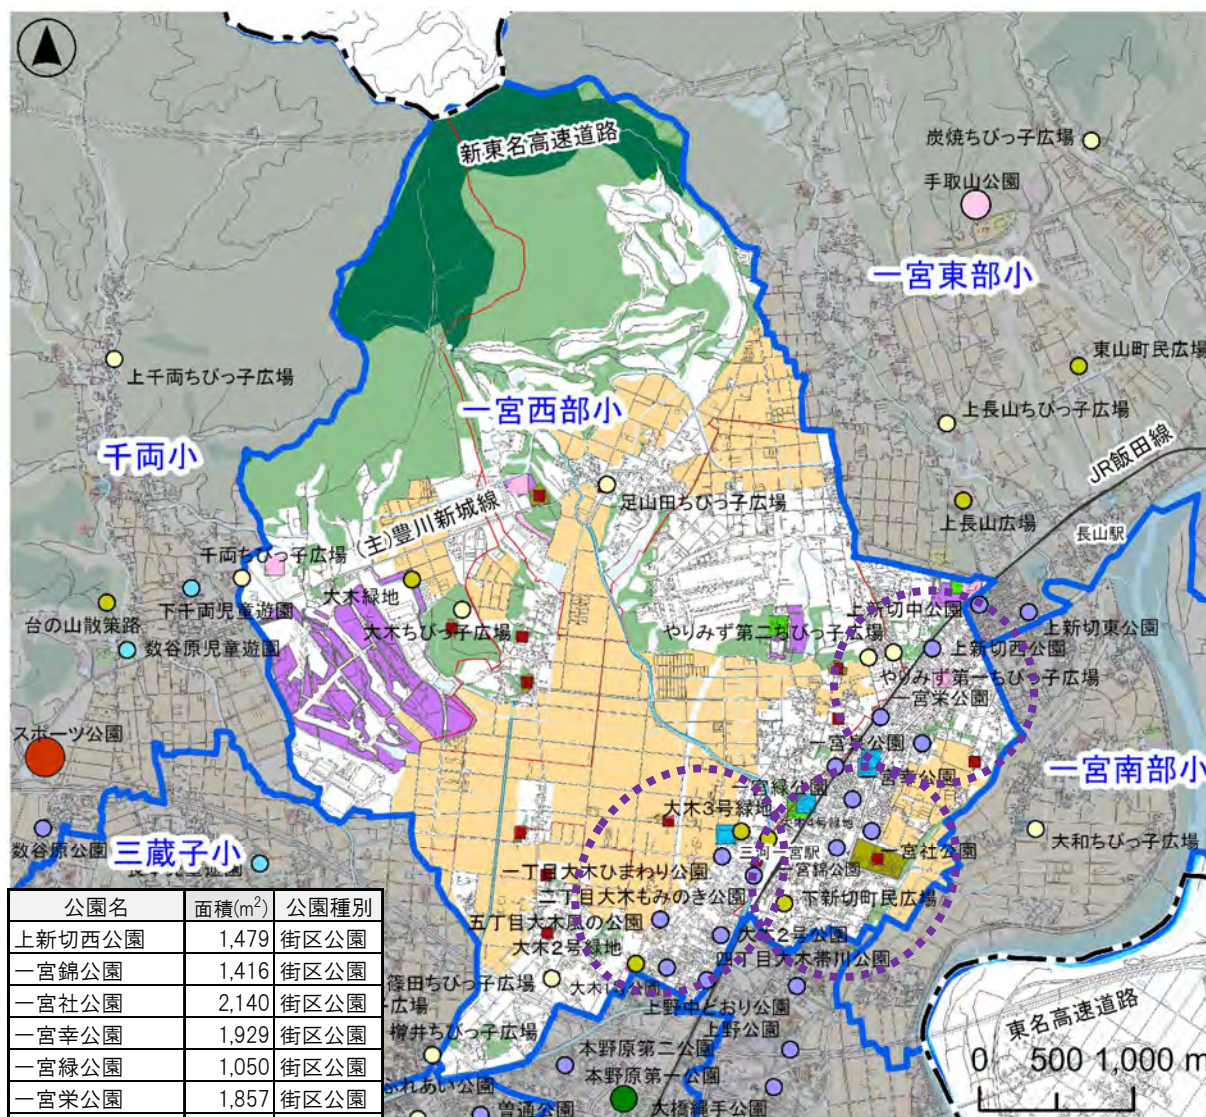 新東名高速道路
炭焼ちびっ子広場
手取山公園
一宮東部小
東山町民広場
上千両ちびっ子広場
一宮西部小
上長山ちびっ子広場
千両小
JR飯田線
足山田ちびっ子広場
(主)豊川新城線
上長山広場
長山駅
千両ちびっ子広場
下千両児童遊園
大木緑地
台の山散策路
大木ちびっ子広場
上新切中公園
やりみず第二ちびっ子広場
上新切東公園
数谷原児童遊園
上新切西公園
やりみず第一ちびっ子広場
一宮栄公園
スポーツ公園
一宮南部小
一宮緑公園
大木3号緑地
数谷原公園
三蔵子小
三河一宮駅
一宮社公園
大和ちびっ子広場
一丁目大木ひまわり公園
一宮錦公園
二丁目大木もみのき公園
下新切町民広場
五丁目大木風の公園
大木2号公園
大木2号緑地
四丁目大木帯川公園
篠田ちびっ子広場
広場
上野中どおり公園
樽井ちびっ子広場
上野公園
本野原第二公園
ふれあい公園
本野原第一公園
大橋縄手公園
曽通公園
東名高速道路
0 500 1,000 m
公園名 面積(m²) 公園種別
上新切西公園 1,479 街区公園
一宮錦公園 1,416 街区公園
一宮社公園 2,140 街区公園
一宮幸公園 1,929 街区公園
一宮緑公園 1,050 街区公園
一宮栄公園 1,857 街区公園